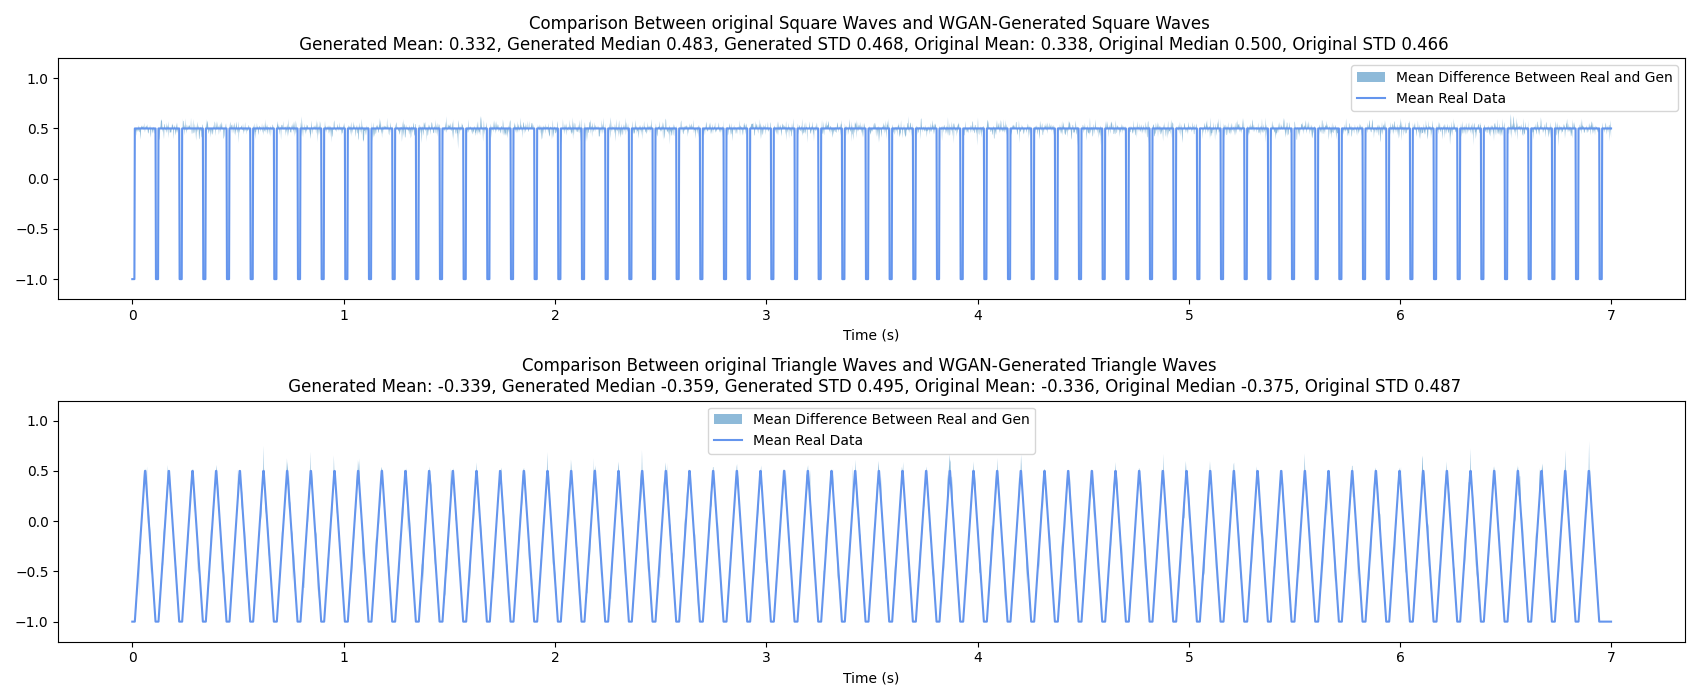 Comparison Between original Square Waves and WGAN-Generated Square Waves
Generated Mean: 0.332, Generated Median 0.483, Generated STD 0.468, Original Mean: 0.338, Original Median 0.500, Original STD 0.466
Mean Difference Between Real and Gen
Mean Real Data
1.0
0.5
0.0
−0.5
−1.0
0 1 2 3 4 5 6 7
Time (s)
Comparison Between original Triangle Waves and WGAN-Generated Triangle Waves
Generated Mean: -0.339, Generated Median -0.359, Generated STD 0.495, Original Mean: -0.336, Original Median -0.375, Original STD 0.487
Mean Difference Between Real and Gen
Mean Real Data
1.0
0.5
0.0
−0.5
−1.0
0 1 2 3 4 5 6 7
Time (s)